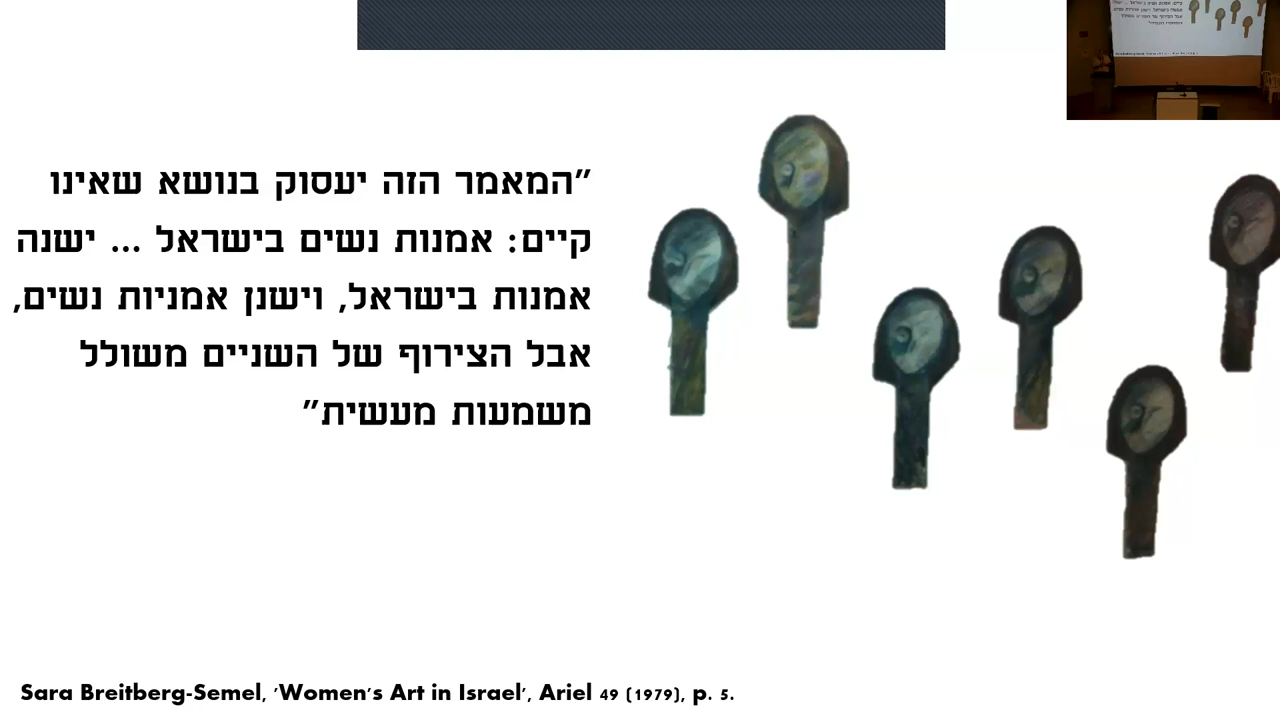 "המאמר הזה יעסוק בנושא שאינו
קיים: אמנות נשים בישראל ... ישנה
אמנות בישראל, וישנן אמניות נשים,
אבל הצירוף של השניים משולל
משמעות מעשית"
Sara Breitberg-Semel, 'Women's Art in Israel', Ariel 49 (1979), p. 5.